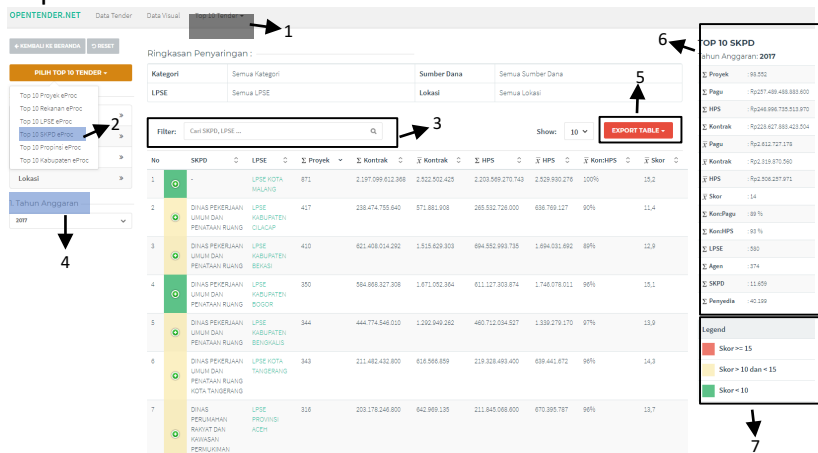 OPENTENDER.NET Data Tender Data Visual Top 10 Tender
1
KEMBALI KE BERANDA RESET
PILIH TOP 10 TENDER
Top 10 Proyek eProc
Top 10 Rekanan eProc
Top 10 LPSE eProc
Top 10 SKPD eProc
Top 10 Propinsi eProc
Top 10 Kabupaten eProc
2
Lokasi
Tahun Anggaran
2017
4
Ringkasan Penyaringan :
Kategori Semua Kategori Sumber Dana Semua Sumber Dana
LPSE Semua LPSE Lokasi Semua Lokasi
5
Filter: Cari SKPD, LPSE ...
3
Show: 10 EXPORT TABLE
No SKPD LPSE Σ Proyek Σ Kontrak x̅ Kontrak Σ HPS x̅ HPS x̅ Kon:HPS x̅ Skor
1 - LPSE KOTA MALANG 871 2.197.099.612.368 2.522.502.425 2.203.569.270.743 2.529.930.276 100% 15,2
2 DINAS PEKERJAAN UMUM DAN PENATAAN RUANG LPSE KABUPATEN CILACAP 417 238.474.755.640 571.881.908 265.532.726.000 636.769.127 90% 11,4
3 DINAS PEKERJAAN UMUM DAN PENATAAN RUANG LPSE KABUPATEN BEKASI 410 621.408.014.292 1.515.629.303 694.552.993.735 1.694.031.692 89% 12,9
4 DINAS PEKERJAAN UMUM DAN PENATAAN RUANG LPSE KABUPATEN BOGOR 350 584.868.327.308 1.671.052.364 611.127.303.874 1.746.078.011 96% 15,1
5 DINAS PEKERJAAN UMUM DAN PENATAAN RUANG LPSE KABUPATEN BENGKALIS 344 444.774.546.010 1.292.949.262 460.712.034.527 1.339.279.170 97% 13,9
6 DINAS PEKERJAAN UMUM DAN PENATAAN RUANG KOTA TANGERANG LPSE KOTA TANGERANG 343 211.482.432.800 616.566.859 219.328.493.400 639.441.672 96% 14,3
7 DINAS PERUMAHAN RAKYAT DAN KAWASAN PERMUKIMAN LPSE PROVINSI ACEH 316 203.178.246.800 642.969.135 211.845.068.600 670.395.787 96% 13,7
6
TOP 10 SKPD
Tahun Anggaran: 2017
Σ Proyek : 98.552
Σ Pagu : Rp257.489.488.883.600
Σ HPS : Rp246.996.735.513.970
Σ Kontrak : Rp228.627.883.423.504
x̅ Pagu : Rp2.612.727.178
x̅ Kontrak : Rp2.319.870.560
x̅ HPS : Rp2.506.257.971
x̅ Skor : 14
Σ Kon:Pagu : 89 %
Σ Kon:HPS : 93 %
Σ LPSE : 580
Σ Agen : 374
Σ SKPD : 11.659
Σ Penyedia : 40.199
Legend
Skor >= 15
Skor > 10 dan < 15
Skor < 10
7